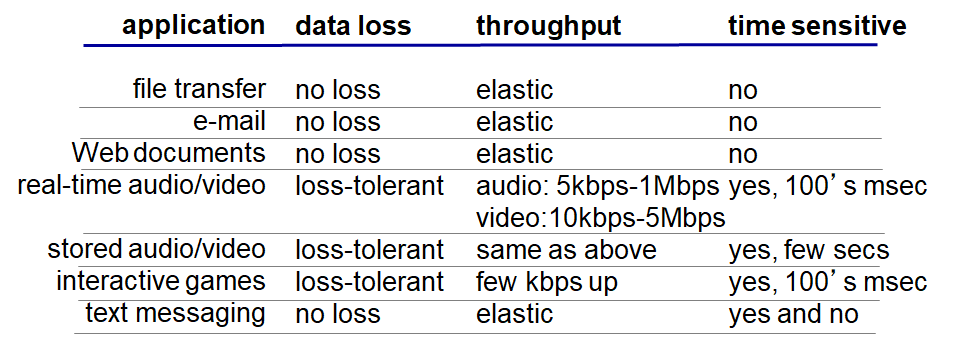 application data loss throughput time sensitive
file transfer no loss elastic no
e-mail no loss elastic no
Web documents no loss elastic no
real-time audio/video loss-tolerant audio: 5kbps-1Mbps yes, 100’s msec
video:10kbps-5Mbps
stored audio/video loss-tolerant same as above yes, few secs
interactive games loss-tolerant few kbps up yes, 100’s msec
text messaging no loss elastic yes and no